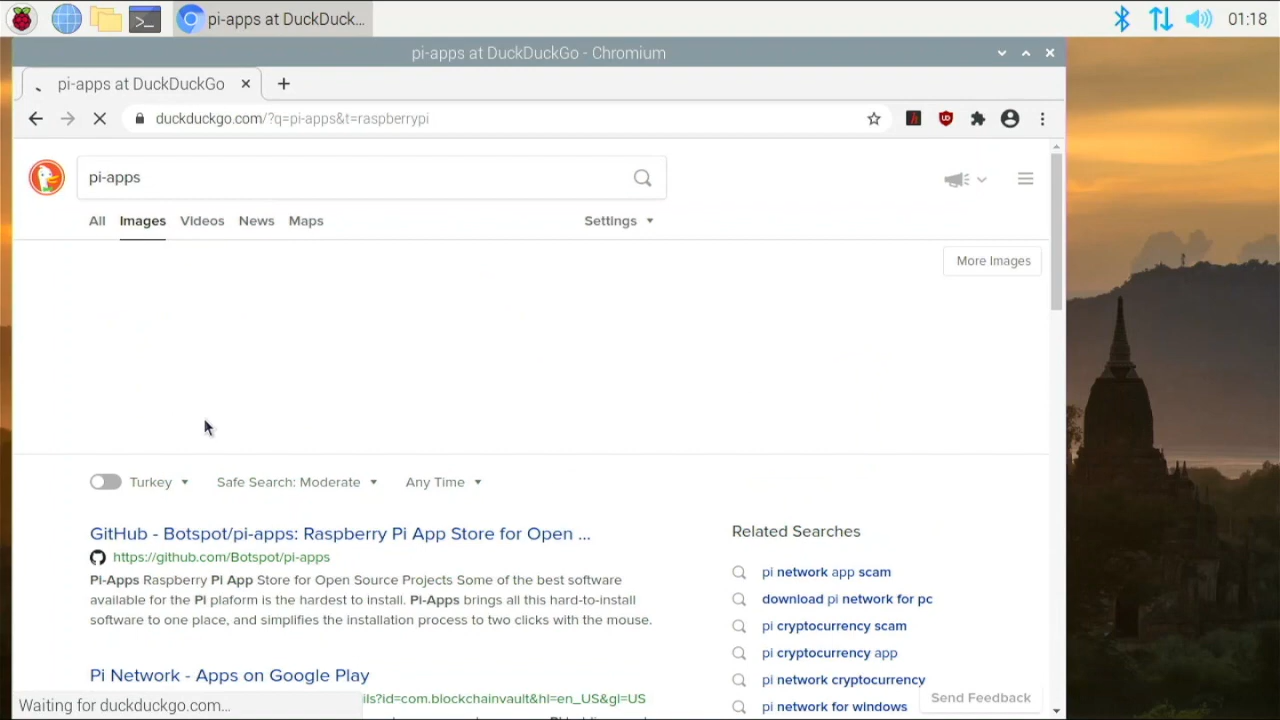 pi-apps at DuckDuck...
01:18
pi-apps at DuckDuckGo - Chromium
pi-apps at DuckDuckGo
duckduckgo.com/?q=pi-apps&t=raspberrypi
pi-apps
All Images Videos News Maps Settings
More Images
Turkey Safe Search: Moderate Any Time
GitHub - Botspot/pi-apps: Raspberry Pi App Store for Open ...
https://github.com/Botspot/pi-apps
Pi-Apps Raspberry Pi App Store for Open Source Projects Some of the best software
available for the Pi plaform is the hardest to install. Pi-Apps brings all this hard-to-install
software to one place, and simplifies the installation process to two clicks with the mouse.
Pi Network - Apps on Google Play
ils?id=com.blockchainvault&hl=en_US&gl=US
Related Searches
pi network app scam
download pi network for pc
pi cryptocurrency scam
pi cryptocurrency app
pi network cryptocurrency
pi network for windows
Send Feedback
Waiting for duckduckgo.com...